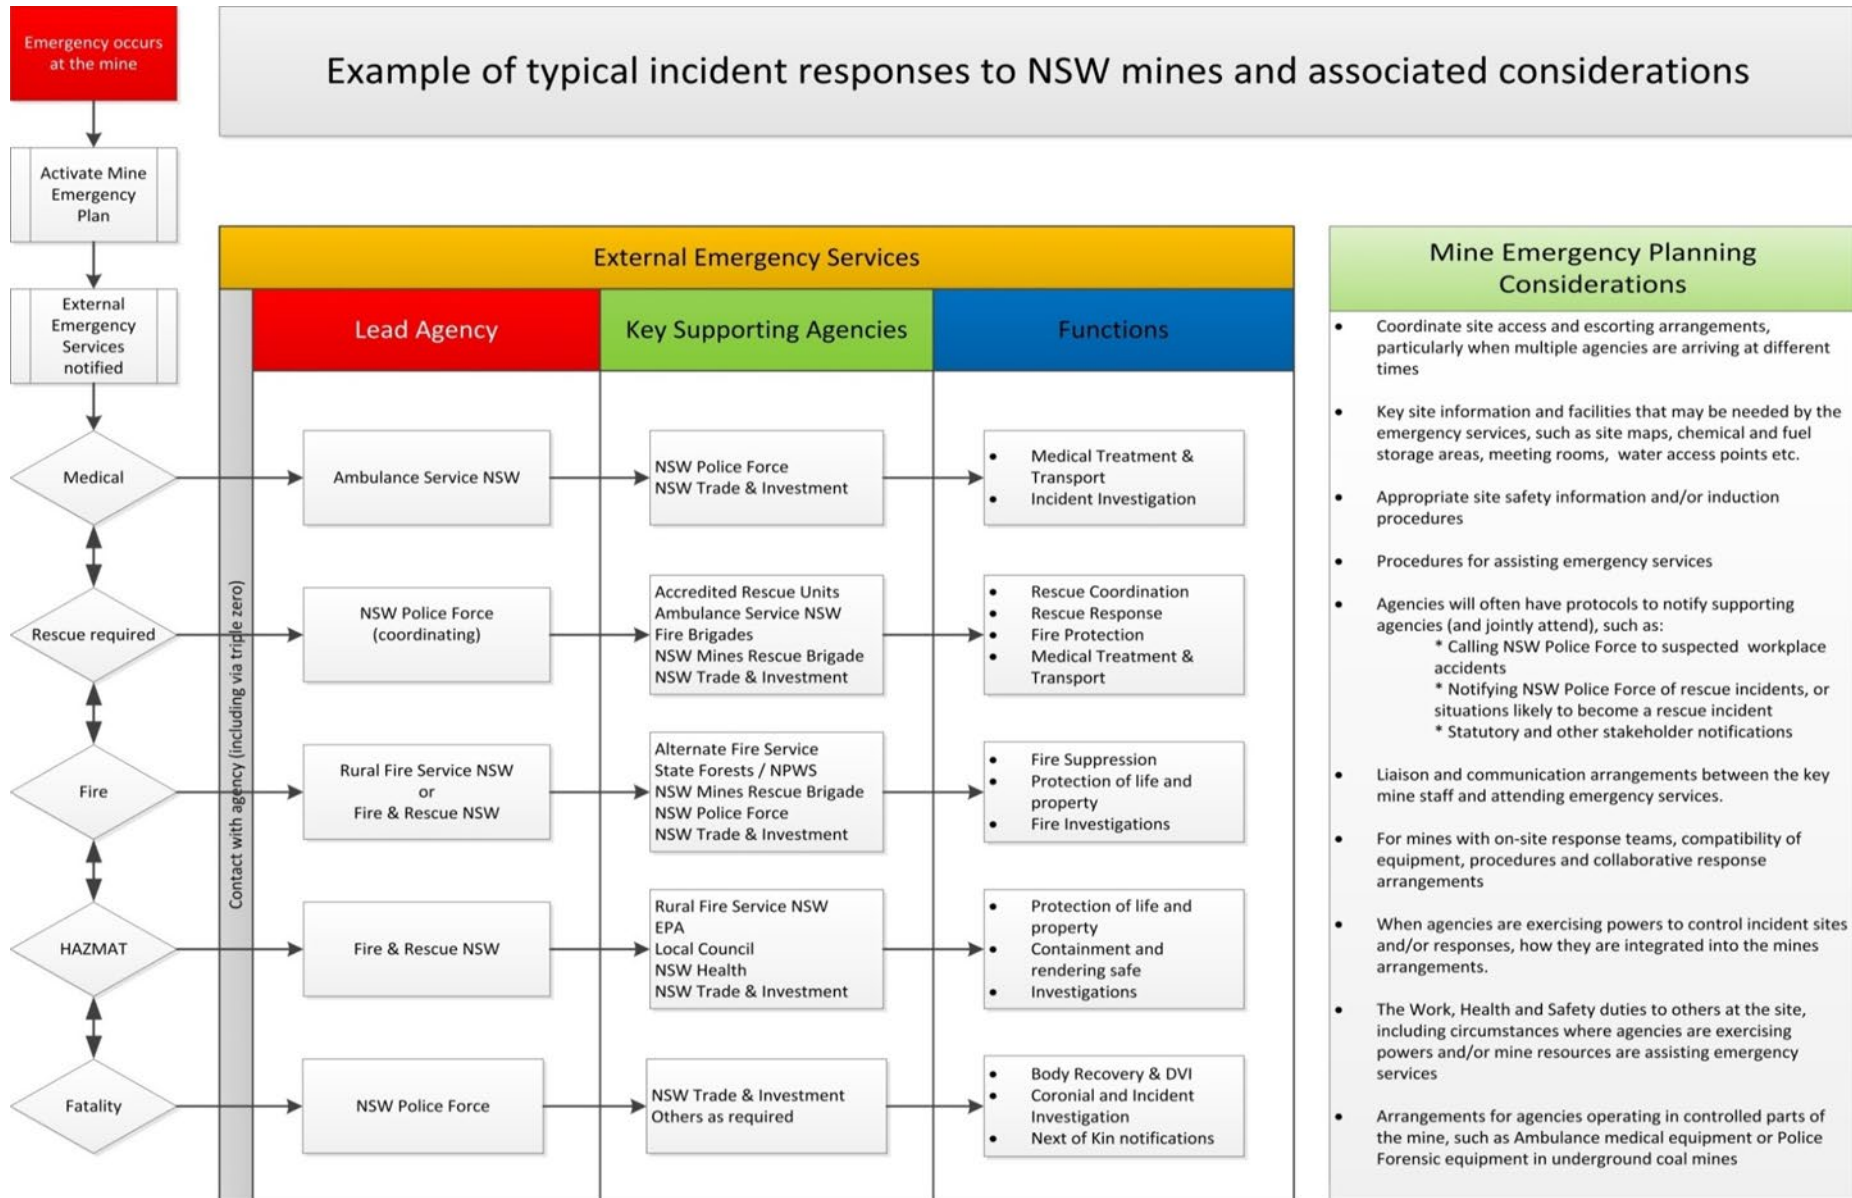 Emergency occurs
at the mine
Example of typical incident responses to NSW mines and associated considerations
Activate Mine
Emergency
Plan
External
Emergency
Services
notified
External Emergency Services
Lead Agency
Key Supporting Agencies
Functions
Contact with agency (including via triple zero)
Medical
Ambulance Service NSW
NSW Police Force
NSW Trade & Investment
• Medical Treatment &
Transport
• Incident Investigation
Rescue required
NSW Police Force
(coordinating)
Accredited Rescue Units
Ambulance Service NSW
Fire Brigades
NSW Mines Rescue Brigade
NSW Trade & Investment
• Rescue Coordination
• Rescue Response
• Fire Protection
• Medical Treatment &
Transport
Fire
Rural Fire Service NSW
or
Fire & Rescue NSW
Alternate Fire Service
State Forests / NPWS
NSW Mines Rescue Brigade
NSW Police Force
NSW Trade & Investment
• Fire Suppression
• Protection of life and
property
• Fire Investigations
HAZMAT
Fire & Rescue NSW
Rural Fire Service NSW
EPA
Local Council
NSW Health
NSW Trade & Investment
• Protection of life and
property
• Containment and
rendering safe
• Investigations
Fatality
NSW Police Force
NSW Trade & Investment
Others as required
• Body Recovery & DVI
• Coronial and Incident
Investigation
• Next of Kin notifications
Mine Emergency Planning
Considerations
• Coordinate site access and escorting arrangements,
particularly when multiple agencies are arriving at different
times
• Key site information and facilities that may be needed by the
emergency services, such as site maps, chemical and fuel
storage areas, meeting rooms, water access points etc.
• Appropriate site safety information and/or induction
procedures
• Procedures for assisting emergency services
• Agencies will often have protocols to notify supporting
agencies (and jointly attend), such as:
* Calling NSW Police Force to suspected workplace
accidents
* Notifying NSW Police Force of rescue incidents, or
situations likely to become a rescue incident
* Statutory and other stakeholder notifications
• Liaison and communication arrangements between the key
mine staff and attending emergency services.
• For mines with on-site response teams, compatibility of
equipment, procedures and collaborative response
arrangements
• When agencies are exercising powers to control incident sites
and/or responses, how they are integrated into the mines
arrangements.
• The Work, Health and Safety duties to others at the site,
including circumstances where agencies are exercising
powers and/or mine resources are assisting emergency
services
• Arrangements for agencies operating in controlled parts of
the mine, such as Ambulance medical equipment or Police
Forensic equipment in underground coal mines